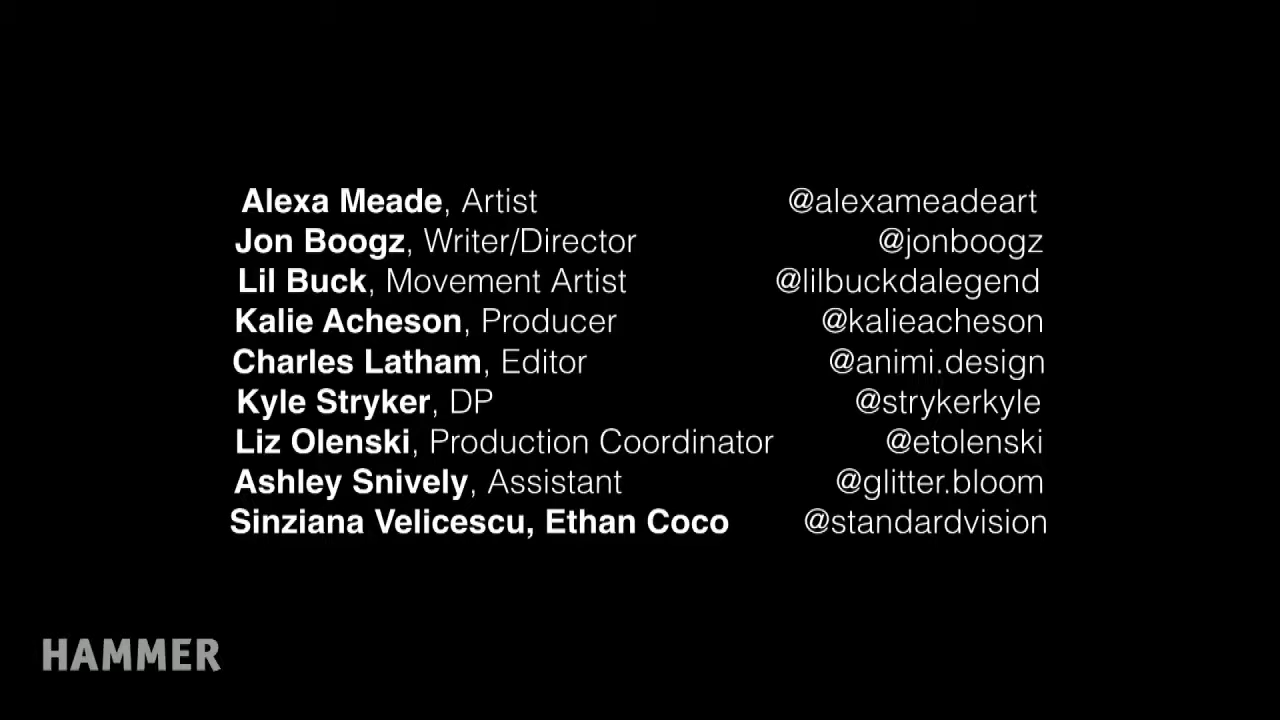 Alexa Meade, Artist @alexameadeart
Jon Boogz, Writer/Director @jonboogz
Lil Buck, Movement Artist @lilbuckdalegend
Kalie Acheson, Producer @kalieacheson
Charles Latham, Editor @animi.design
Kyle Stryker, DP @strykerkyle
Liz Olenski, Production Coordinator @etolenski
Ashley Snively, Assistant @glitter.bloom
Sinziana Velicescu, Ethan Coco @standardvision
HAMMER